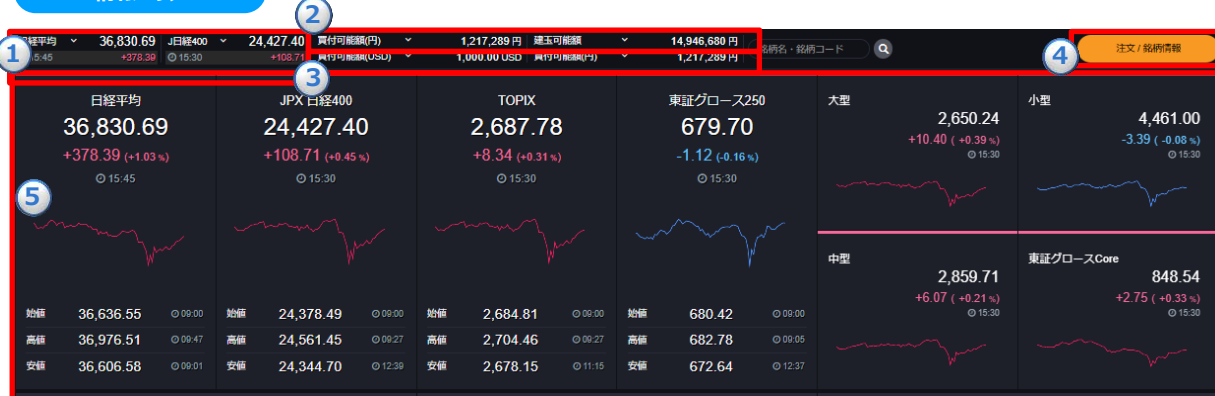 1
2
3
4
5
日経平均 36,830.69 J日経400 24,427.40 買付可能額(円) 1,217,289 円 建玉可能額 14,946,680 円
15:45 +378.39 15:30 +108.71 買付可能額(USD) 1,000.00 USD 買付可能額(円) 1,217,289 円
銘柄名・銘柄コード
注文 / 銘柄情報
日経平均
36,830.69
+378.39 (+1.03 %)
15:45
始値 36,636.55 09:00
高値 36,976.51 09:47
安値 36,606.58 09:01
JPX 日経400
24,427.40
+108.71 (+0.45 %)
15:30
始値 24,378.49 09:00
高値 24,561.45 09:27
安値 24,344.70 12:39
TOPIX
2,687.78
+8.34 (+0.31 %)
15:30
始値 2,684.81 09:00
高値 2,704.46 09:27
安値 2,678.15 11:15
東証グロース250
679.70
-1.12 (-0.16 %)
15:30
始値 680.42 09:00
高値 682.78 09:05
安値 672.64 12:37
大型
2,650.24
+10.40 ( +0.39 %)
15:30
小型
4,461.00
-3.39 ( -0.08 %)
15:30
中型
2,859.71
+6.07 ( +0.21 %)
15:30
東証グロースCore
848.54
+2.75 ( +0.33 %)
15:30